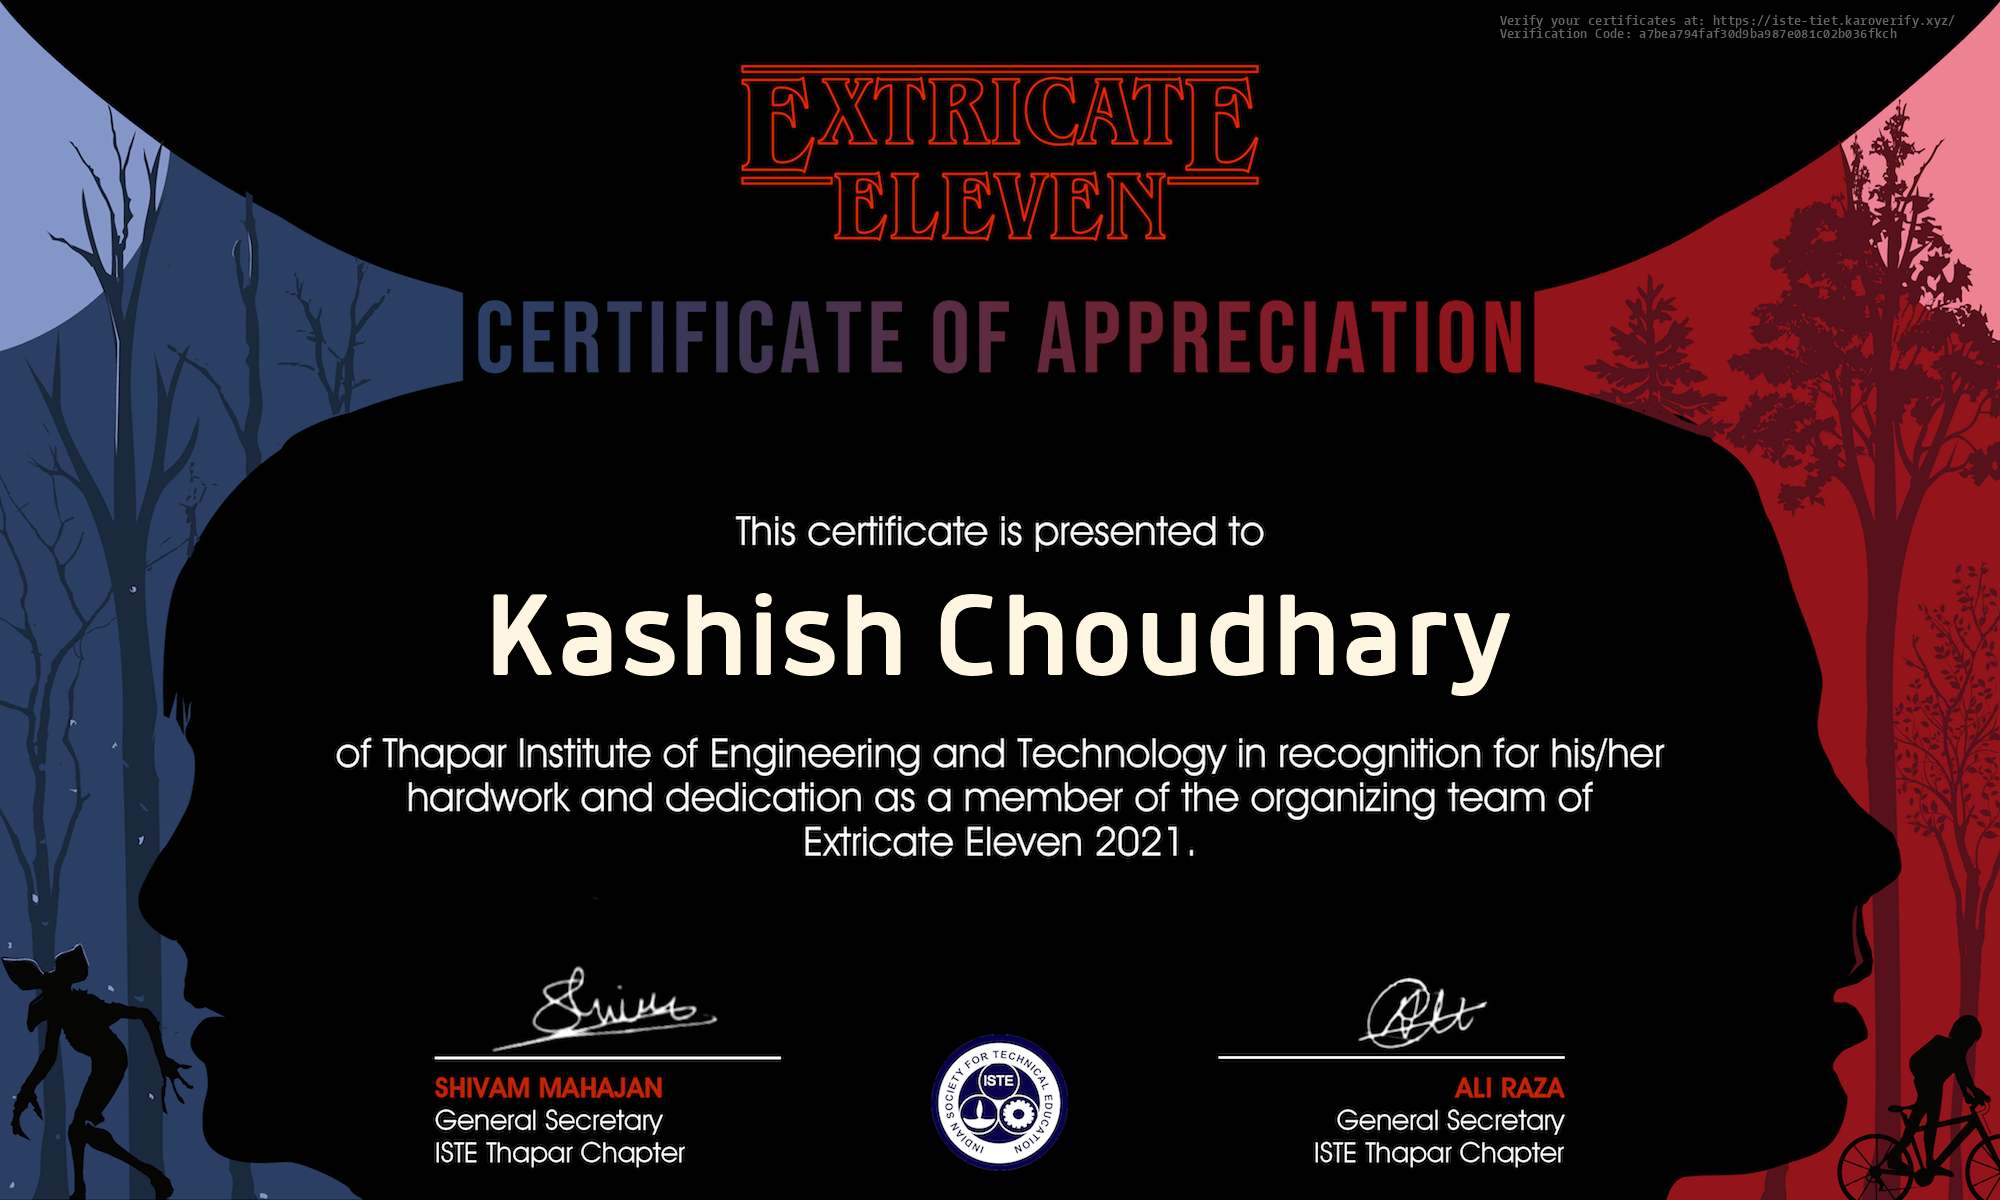 Verify your certificates at: https://iste-tiet.karoverify.xyz/
Verification Code: a7bea794faf30d9ba987e081c02b036fkch
EXTRICATE
ELEVEN
CERTIFICATE OF APPRECIATION
This certificate is presented to
Kashish Choudhary
of Thapar Institute of Engineering and Technology in recognition for his/her
hardwork and dedication as a member of the organizing team of
Extricate Eleven 2021.
SHIVAM MAHAJAN
General Secretary
ISTE Thapar Chapter
INDIAN SOCIETY FOR TECHNICAL EDUCATION
ISTE
ALI RAZA
General Secretary
ISTE Thapar Chapter